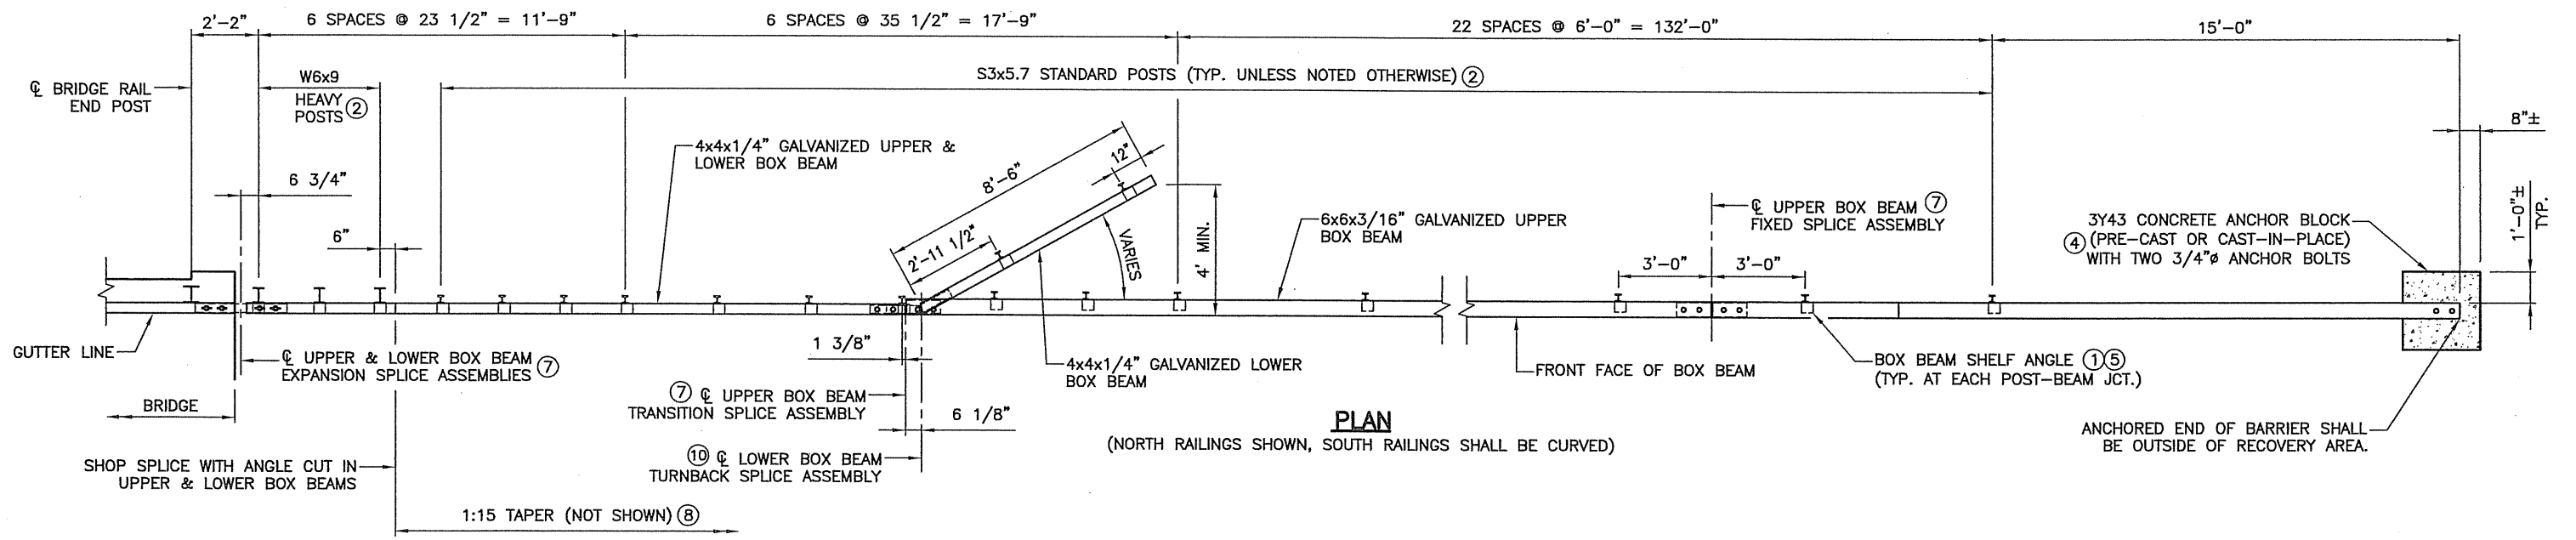 2'-2"
6 SPACES @ 23 1/2" = 11'-9"
6 SPACES @ 35 1/2" = 17'-9"
22 SPACES @ 6'-0" = 132'-0"
15'-0"
℄ BRIDGE RAIL
END POST
W6x9
HEAVY
POSTS ②
S3x5.7 STANDARD POSTS (TYP. UNLESS NOTED OTHERWISE) ②
8"±
6 3/4"
4x4x1/4" GALVANIZED UPPER &
LOWER BOX BEAM
8'-6"
12"
6"
2'-11 1/2"
VARIES
4' MIN.
6x6x3/16" GALVANIZED UPPER
BOX BEAM
℄ UPPER BOX BEAM ⑦
FIXED SPLICE ASSEMBLY
3'-0"
3'-0"
3Y43 CONCRETE ANCHOR BLOCK
④ (PRE-CAST OR CAST-IN-PLACE)
WITH TWO 3/4"ø ANCHOR BOLTS
1'-0"±
TYP.
GUTTER LINE
℄ UPPER & LOWER BOX BEAM
EXPANSION SPLICE ASSEMBLIES ⑦
BRIDGE
1 3/8"
4x4x1/4" GALVANIZED LOWER
BOX BEAM
FRONT FACE OF BOX BEAM
BOX BEAM SHELF ANGLE ①⑤
(TYP. AT EACH POST-BEAM JCT.)
⑦ ℄ UPPER BOX BEAM
TRANSITION SPLICE ASSEMBLY
6 1/8"
PLAN
(NORTH RAILINGS SHOWN, SOUTH RAILINGS SHALL BE CURVED)
ANCHORED END OF BARRIER SHALL
BE OUTSIDE OF RECOVERY AREA.
⑩ ℄ LOWER BOX BEAM
TURNBACK SPLICE ASSEMBLY
SHOP SPLICE WITH ANGLE CUT IN
UPPER & LOWER BOX BEAMS
1:15 TAPER (NOT SHOWN) ⑧